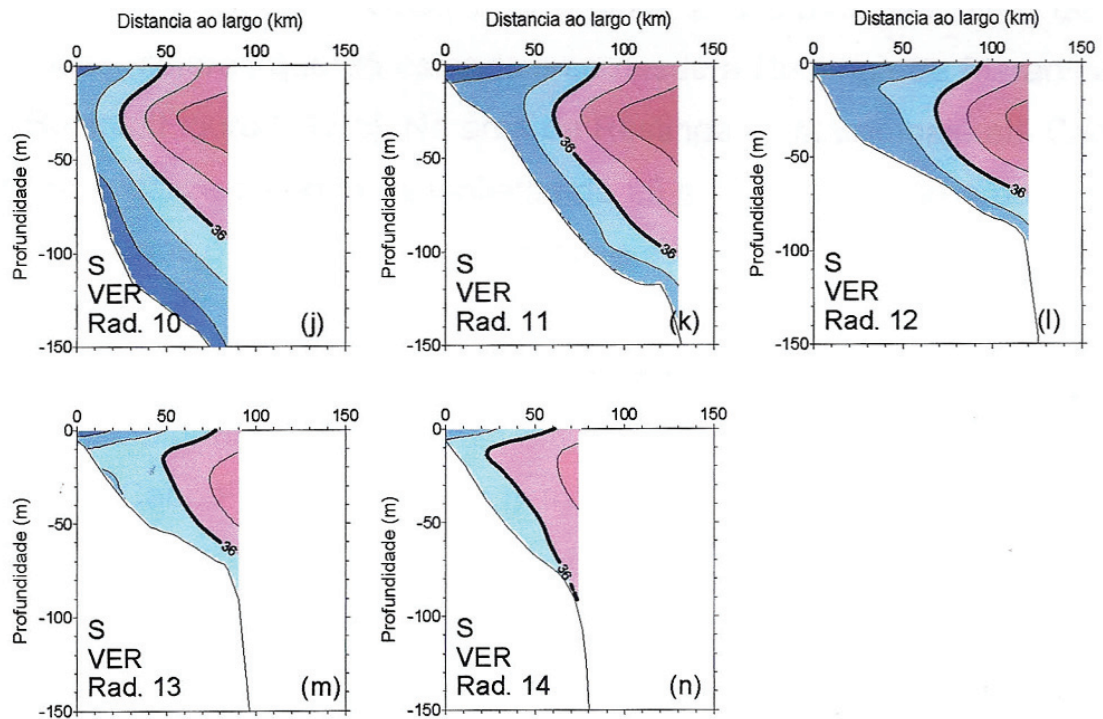 Distancia ao largo (km)
0 50 100 150
Profundidade (m)
0
-50
-100
-150
36
S
VER
Rad. 10
(j)
Distancia ao largo (km)
0 50 100 150
Profundidade (m)
0
-50
-100
-150
36
36
S
VER
Rad. 11
(k)
Distancia ao largo (km)
0 50 100 150
Profundidade (m)
0
-50
-100
-150
36
S
VER
Rad. 12
(l)
0 50 100 150
Profundidade (m)
0
-50
-100
-150
36
S
VER
Rad. 13
(m)
0 50 100 150
Profundidade (m)
0
-50
-100
-150
36
S
VER
Rad. 14
(n)